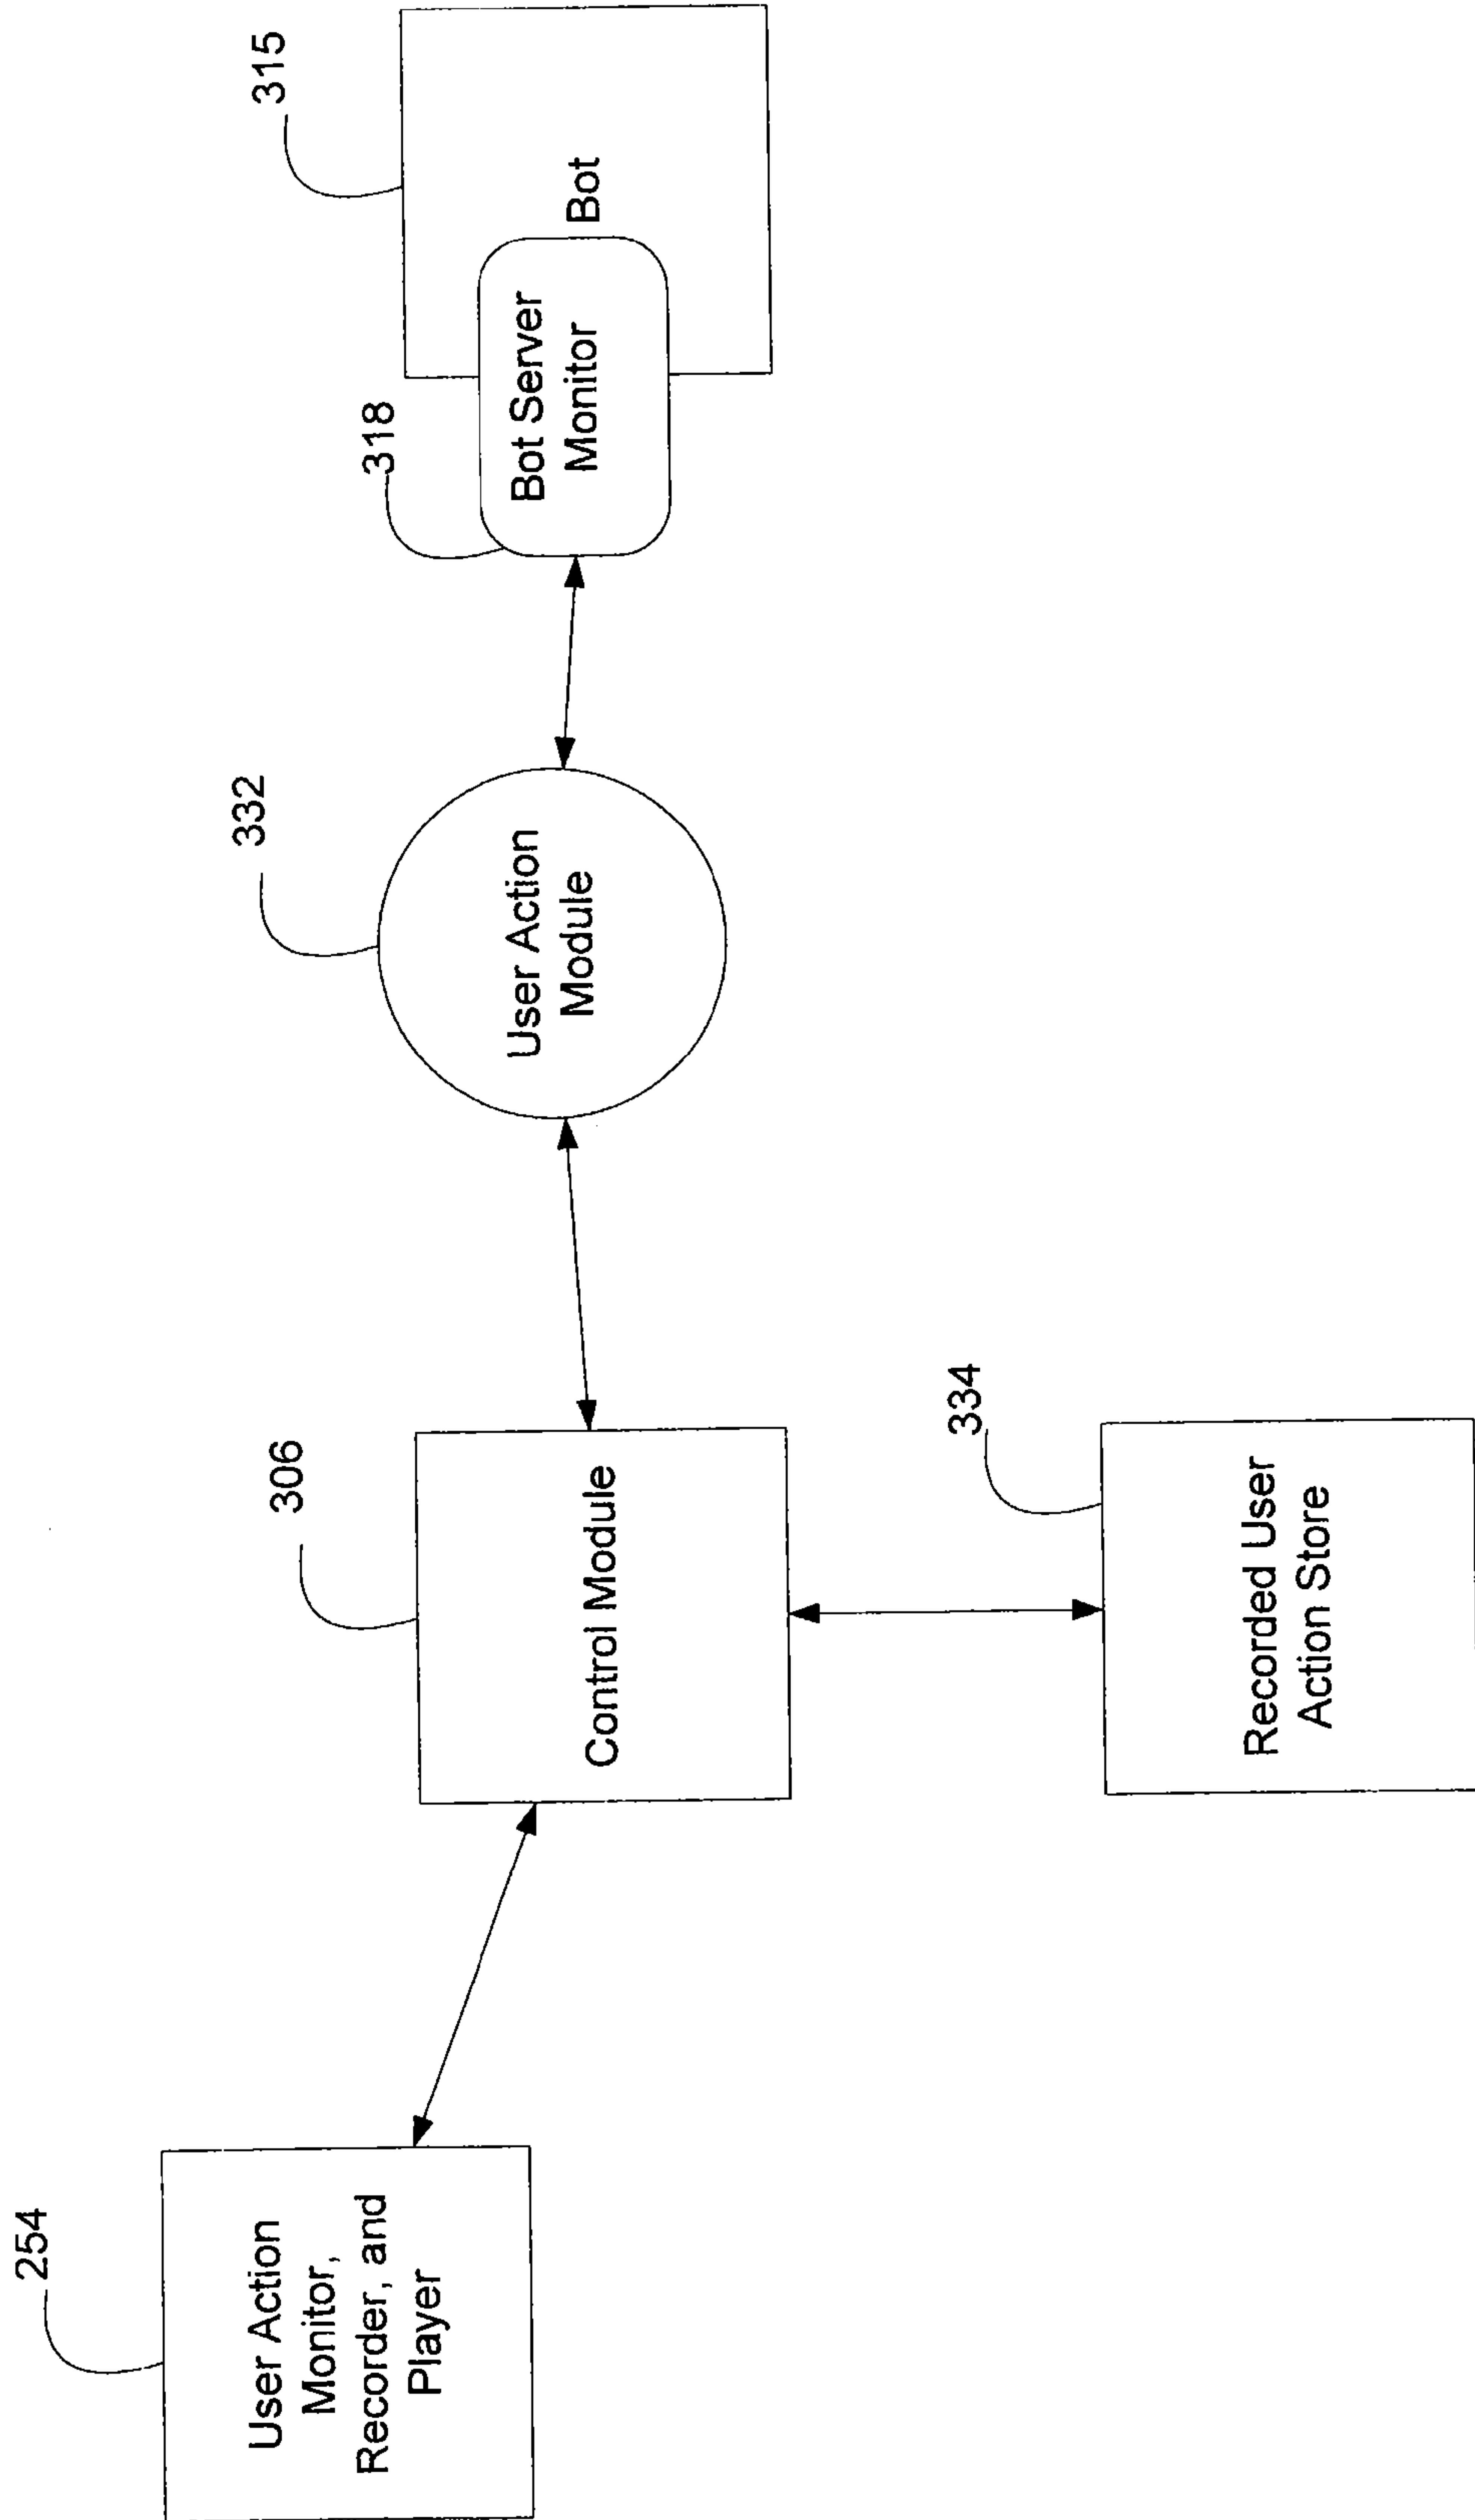 254
User Action
Monitor,
Recorder, and
Player
306
Control Module
334
Recorded User
Action Store
332
User Action
Module
318
Bot Server
Monitor
315
Bot